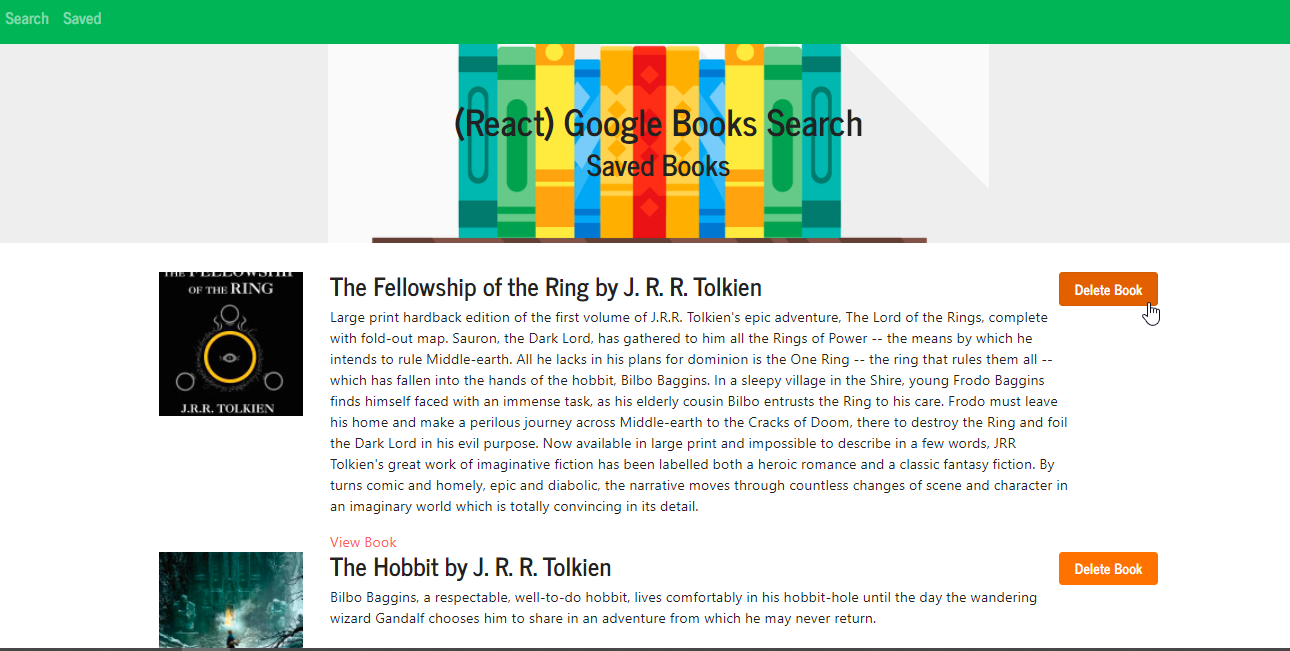 Search Saved
(React) Google Books Search
Saved Books
OF THE RING
J.R.R. TOLKIEN
The Fellowship of the Ring by J. R. R. Tolkien
Delete Book
Large print hardback edition of the first volume of J.R.R. Tolkien's epic adventure, The Lord of the Rings, complete
with fold-out map. Sauron, the Dark Lord, has gathered to him all the Rings of Power -- the means by which he
intends to rule Middle-earth. All he lacks in his plans for dominion is the One Ring -- the ring that rules them all --
which has fallen into the hands of the hobbit, Bilbo Baggins. In a sleepy village in the Shire, young Frodo Baggins
finds himself faced with an immense task, as his elderly cousin Bilbo entrusts the Ring to his care. Frodo must leave
his home and make a perilous journey across Middle-earth to the Cracks of Doom, there to destroy the Ring and foil
the Dark Lord in his evil purpose. Now available in large print and impossible to describe in a few words, JRR
Tolkien's great work of imaginative fiction has been labelled both a heroic romance and a classic fantasy fiction. By
turns comic and homely, epic and diabolic, the narrative moves through countless changes of scene and character in
an imaginary world which is totally convincing in its detail.
View Book
The Hobbit by J. R. R. Tolkien
Delete Book
Bilbo Baggins, a respectable, well-to-do hobbit, lives comfortably in his hobbit-hole until the day the wandering
wizard Gandalf chooses him to share in an adventure from which he may never return.